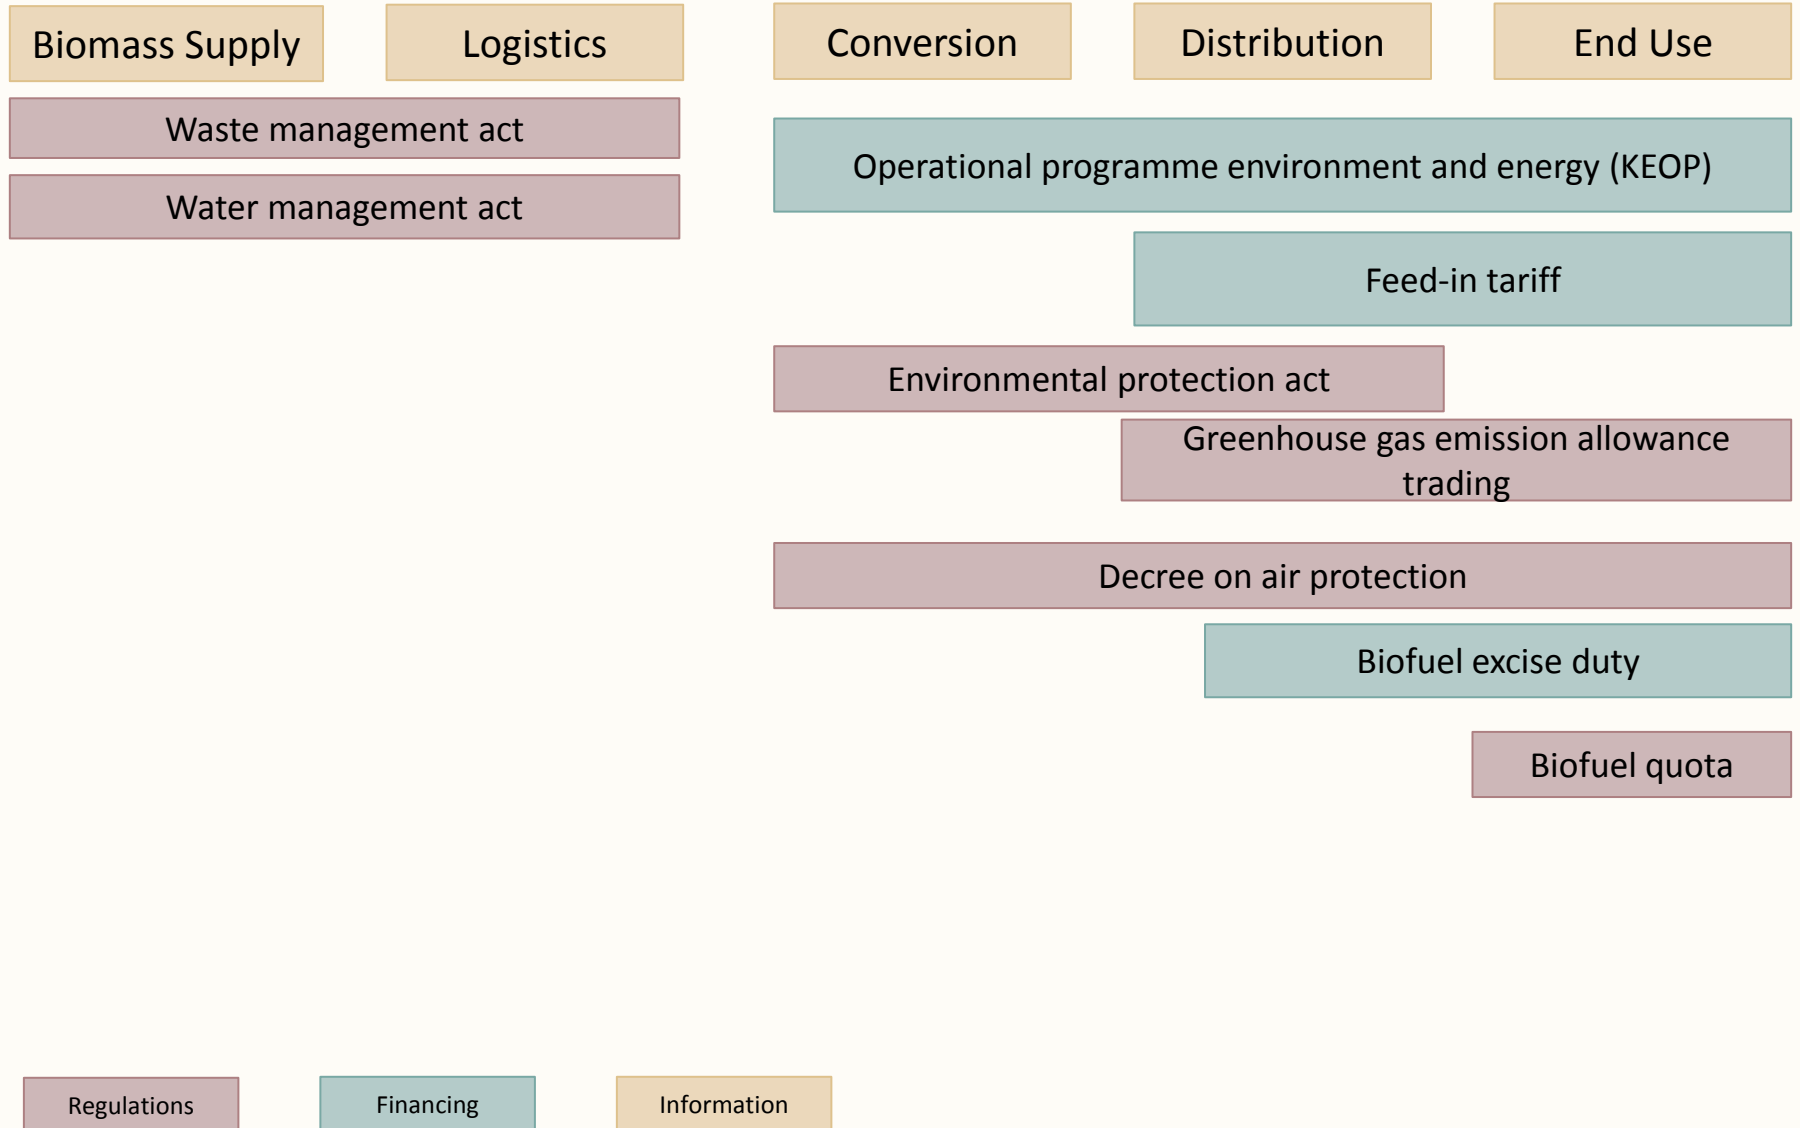 Biomass Supply
Logistics
Conversion
Distribution
End Use
Waste management act
Water management act
Operational programme environment and energy (KEOP)
Feed-in tariff
Environmental protection act
Greenhouse gas emission allowance
trading
Decree on air protection
Biofuel excise duty
Biofuel quota
Regulations
Financing
Information